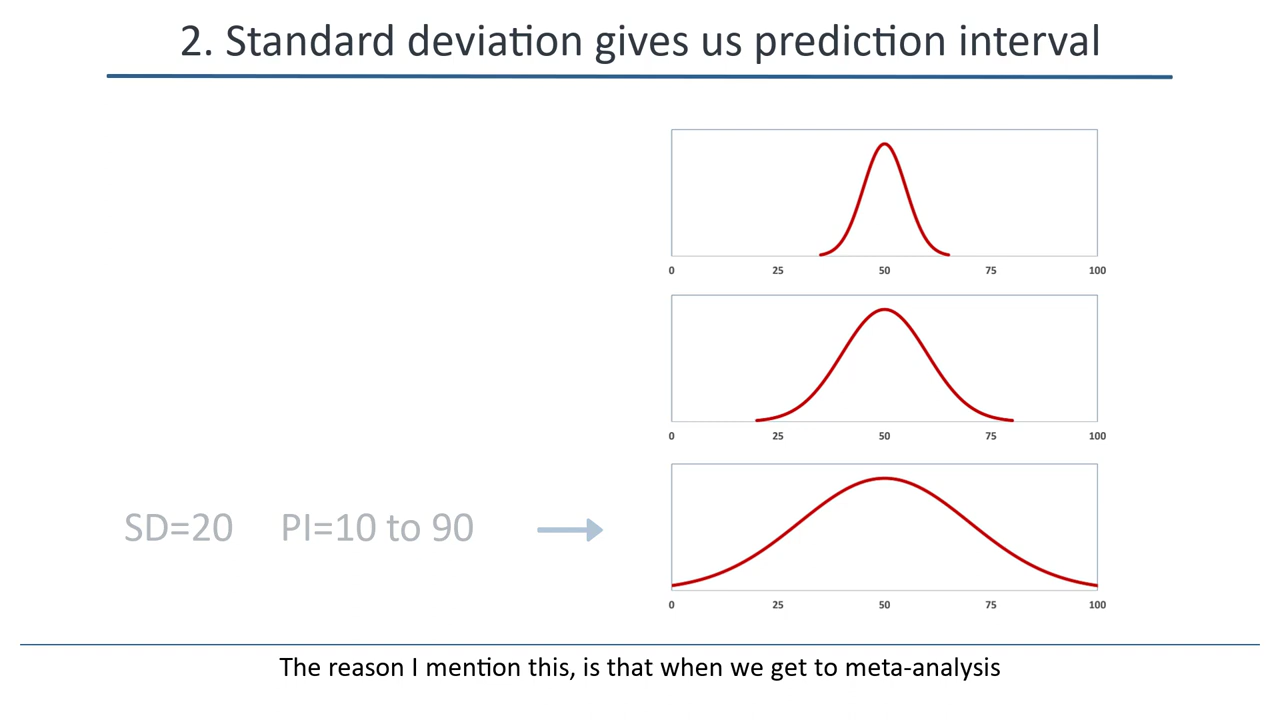 2. Standard deviation gives us prediction interval
0 25 50 75 100
0 25 50 75 100
SD=20 PI=10 to 90
0 25 50 75 100
The reason I mention this, is that when we get to meta-analysis